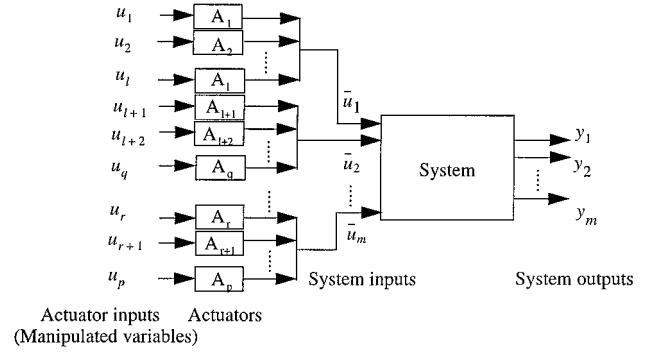 u_1 A_1
u_2 A_2
u_l A_l
ū_1
u_{l+1} A_{l+1}
u_{l+2} A_{l+2}
u_q A_q
ū_2
System
y_1
y_2
y_m
u_r A_r
u_{r+1} A_{r+1}
ū_m
u_p A_p
System inputs
System outputs
Actuator inputs
(Manipulated variables)
Actuators